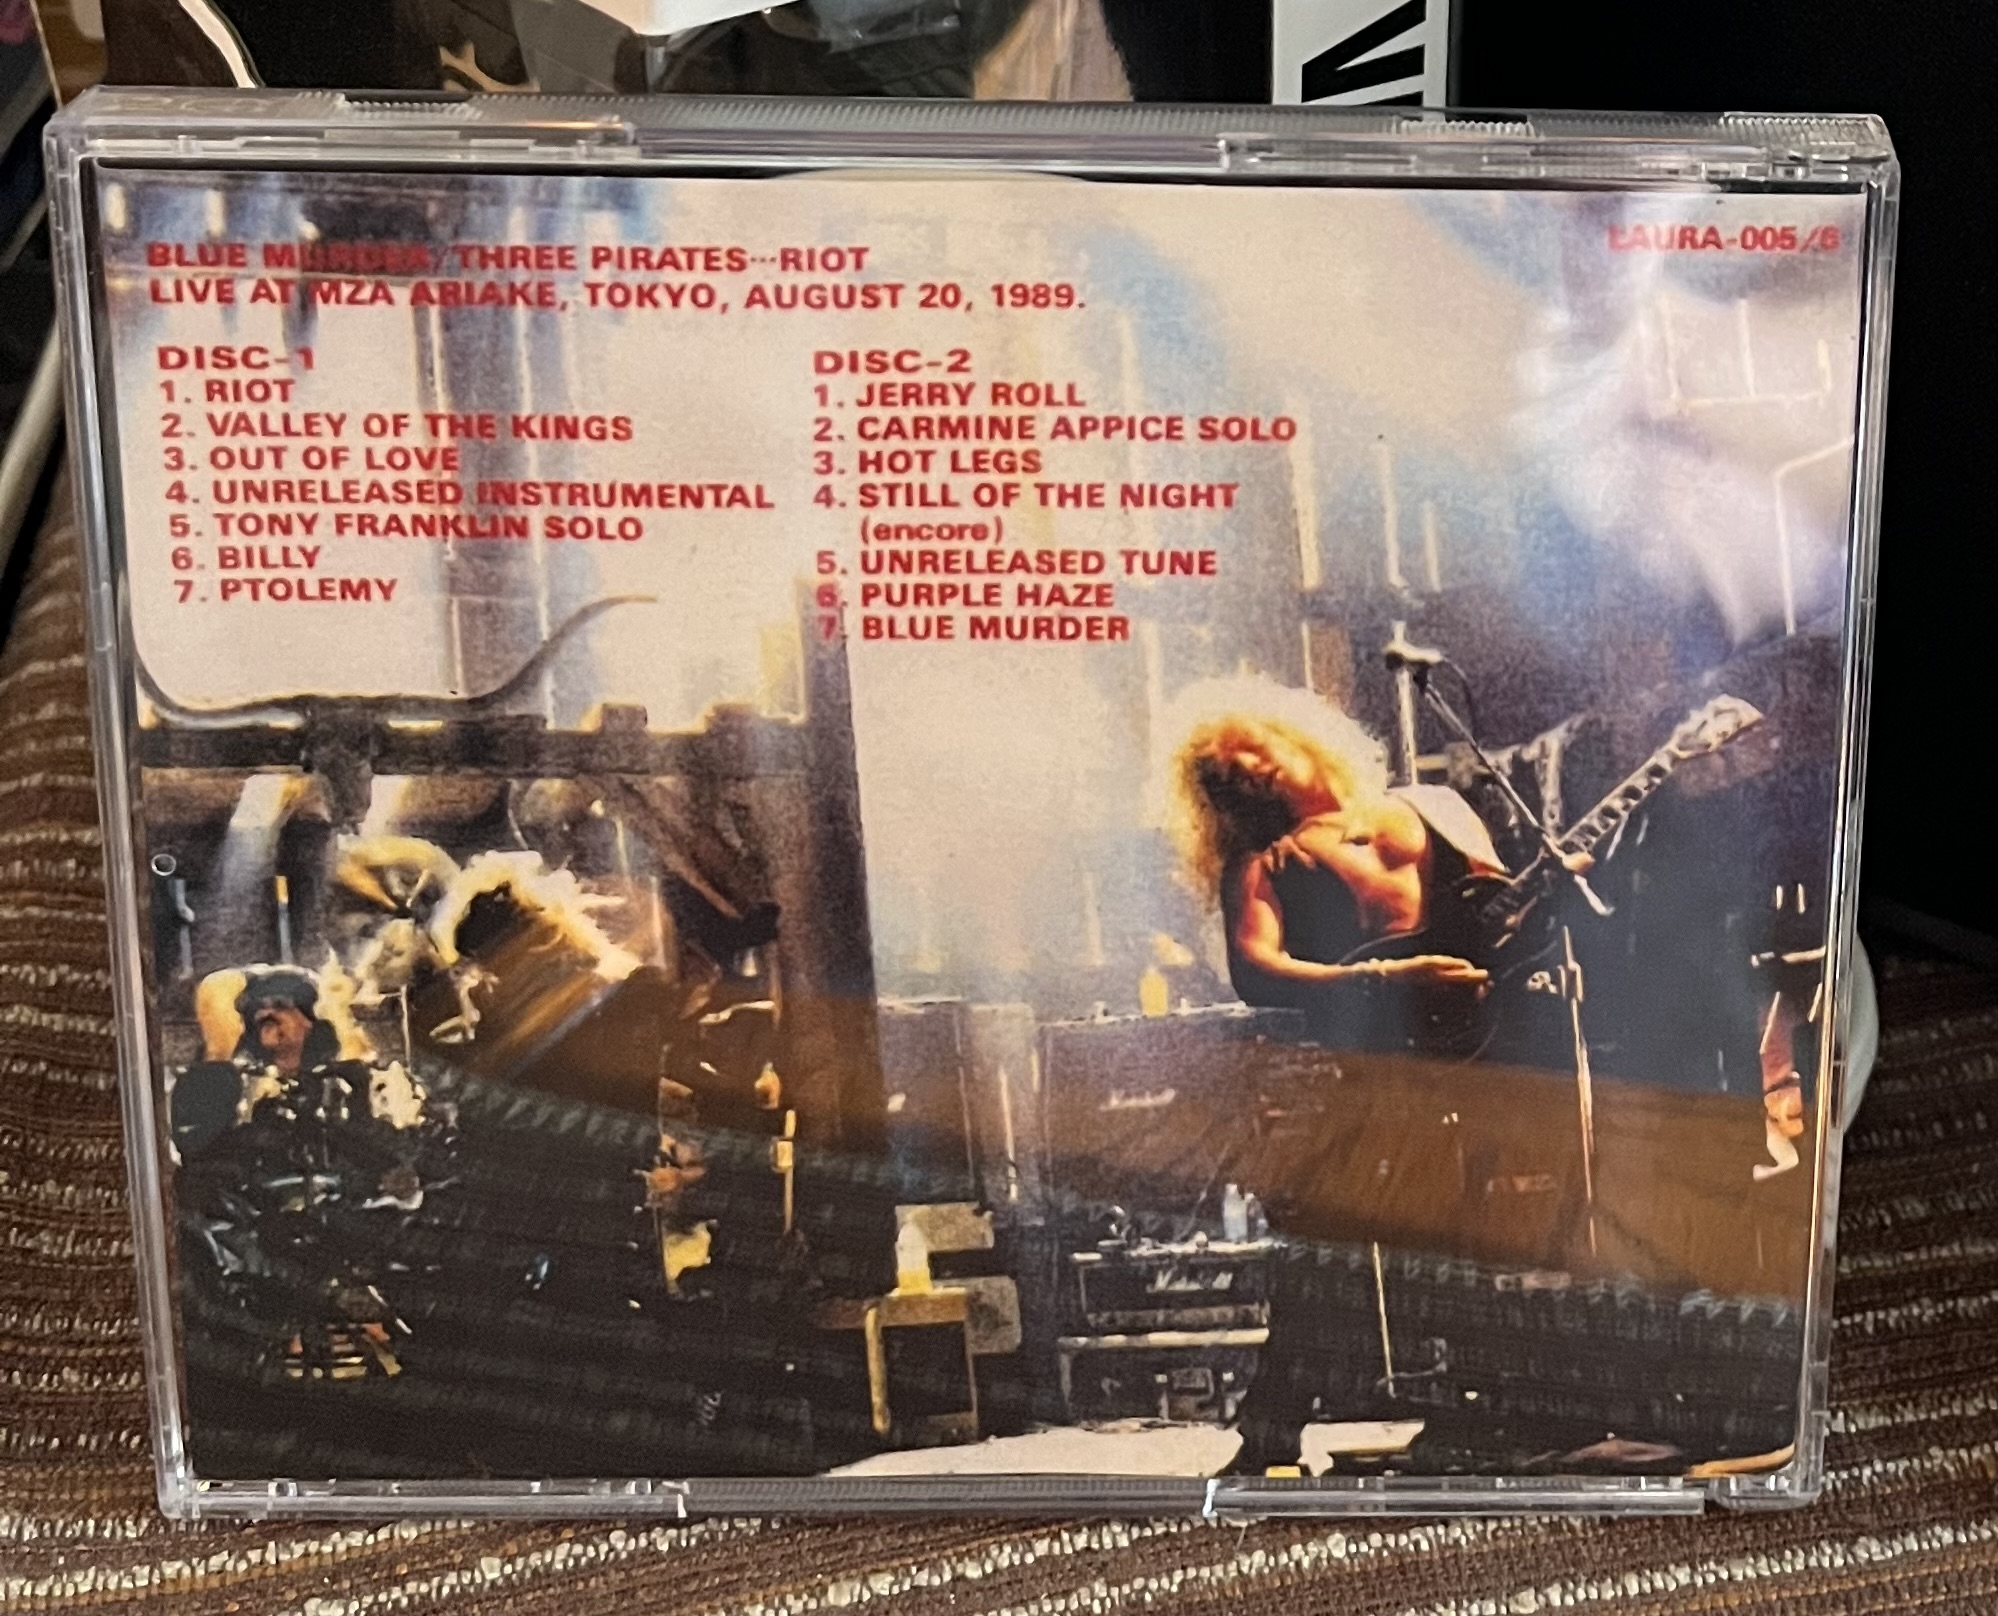 BLUE MURDER/THREE PIRATES···RIOT
LAURA-005/6
LIVE AT MZA ARIAKE, TOKYO, AUGUST 20, 1989.
DISC-1
1. RIOT
2. VALLEY OF THE KINGS
3. OUT OF LOVE
4. UNRELEASED INSTRUMENTAL
5. TONY FRANKLIN SOLO
6. BILLY
7. PTOLEMY
DISC-2
1. JERRY ROLL
2. CARMINE APPICE SOLO
3. HOT LEGS
4. STILL OF THE NIGHT
(encore)
5. UNRELEASED TUNE
6. PURPLE HAZE
7. BLUE MURDER
Marshall